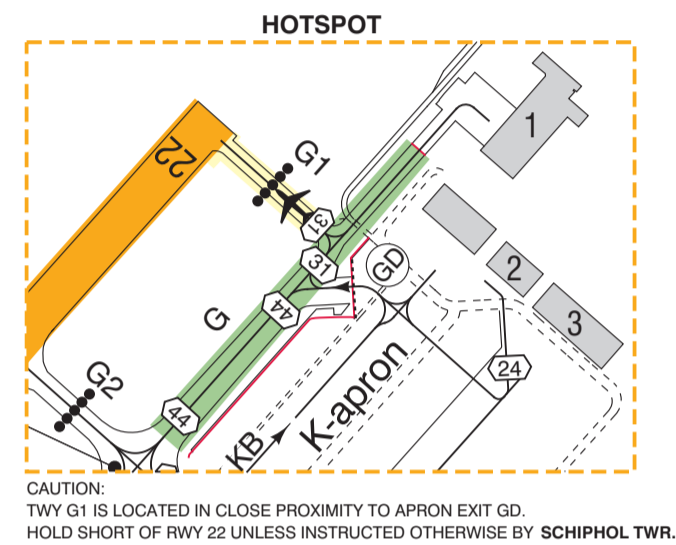 HOTSPOT
1
22
G1
31
31
GD
2
44
G
3
G2
24
44
K-apron
KB
CAUTION:
TWY G1 IS LOCATED IN CLOSE PROXIMITY TO APRON EXIT GD.
HOLD SHORT OF RWY 22 UNLESS INSTRUCTED OTHERWISE BY SCHIPHOL TWR.